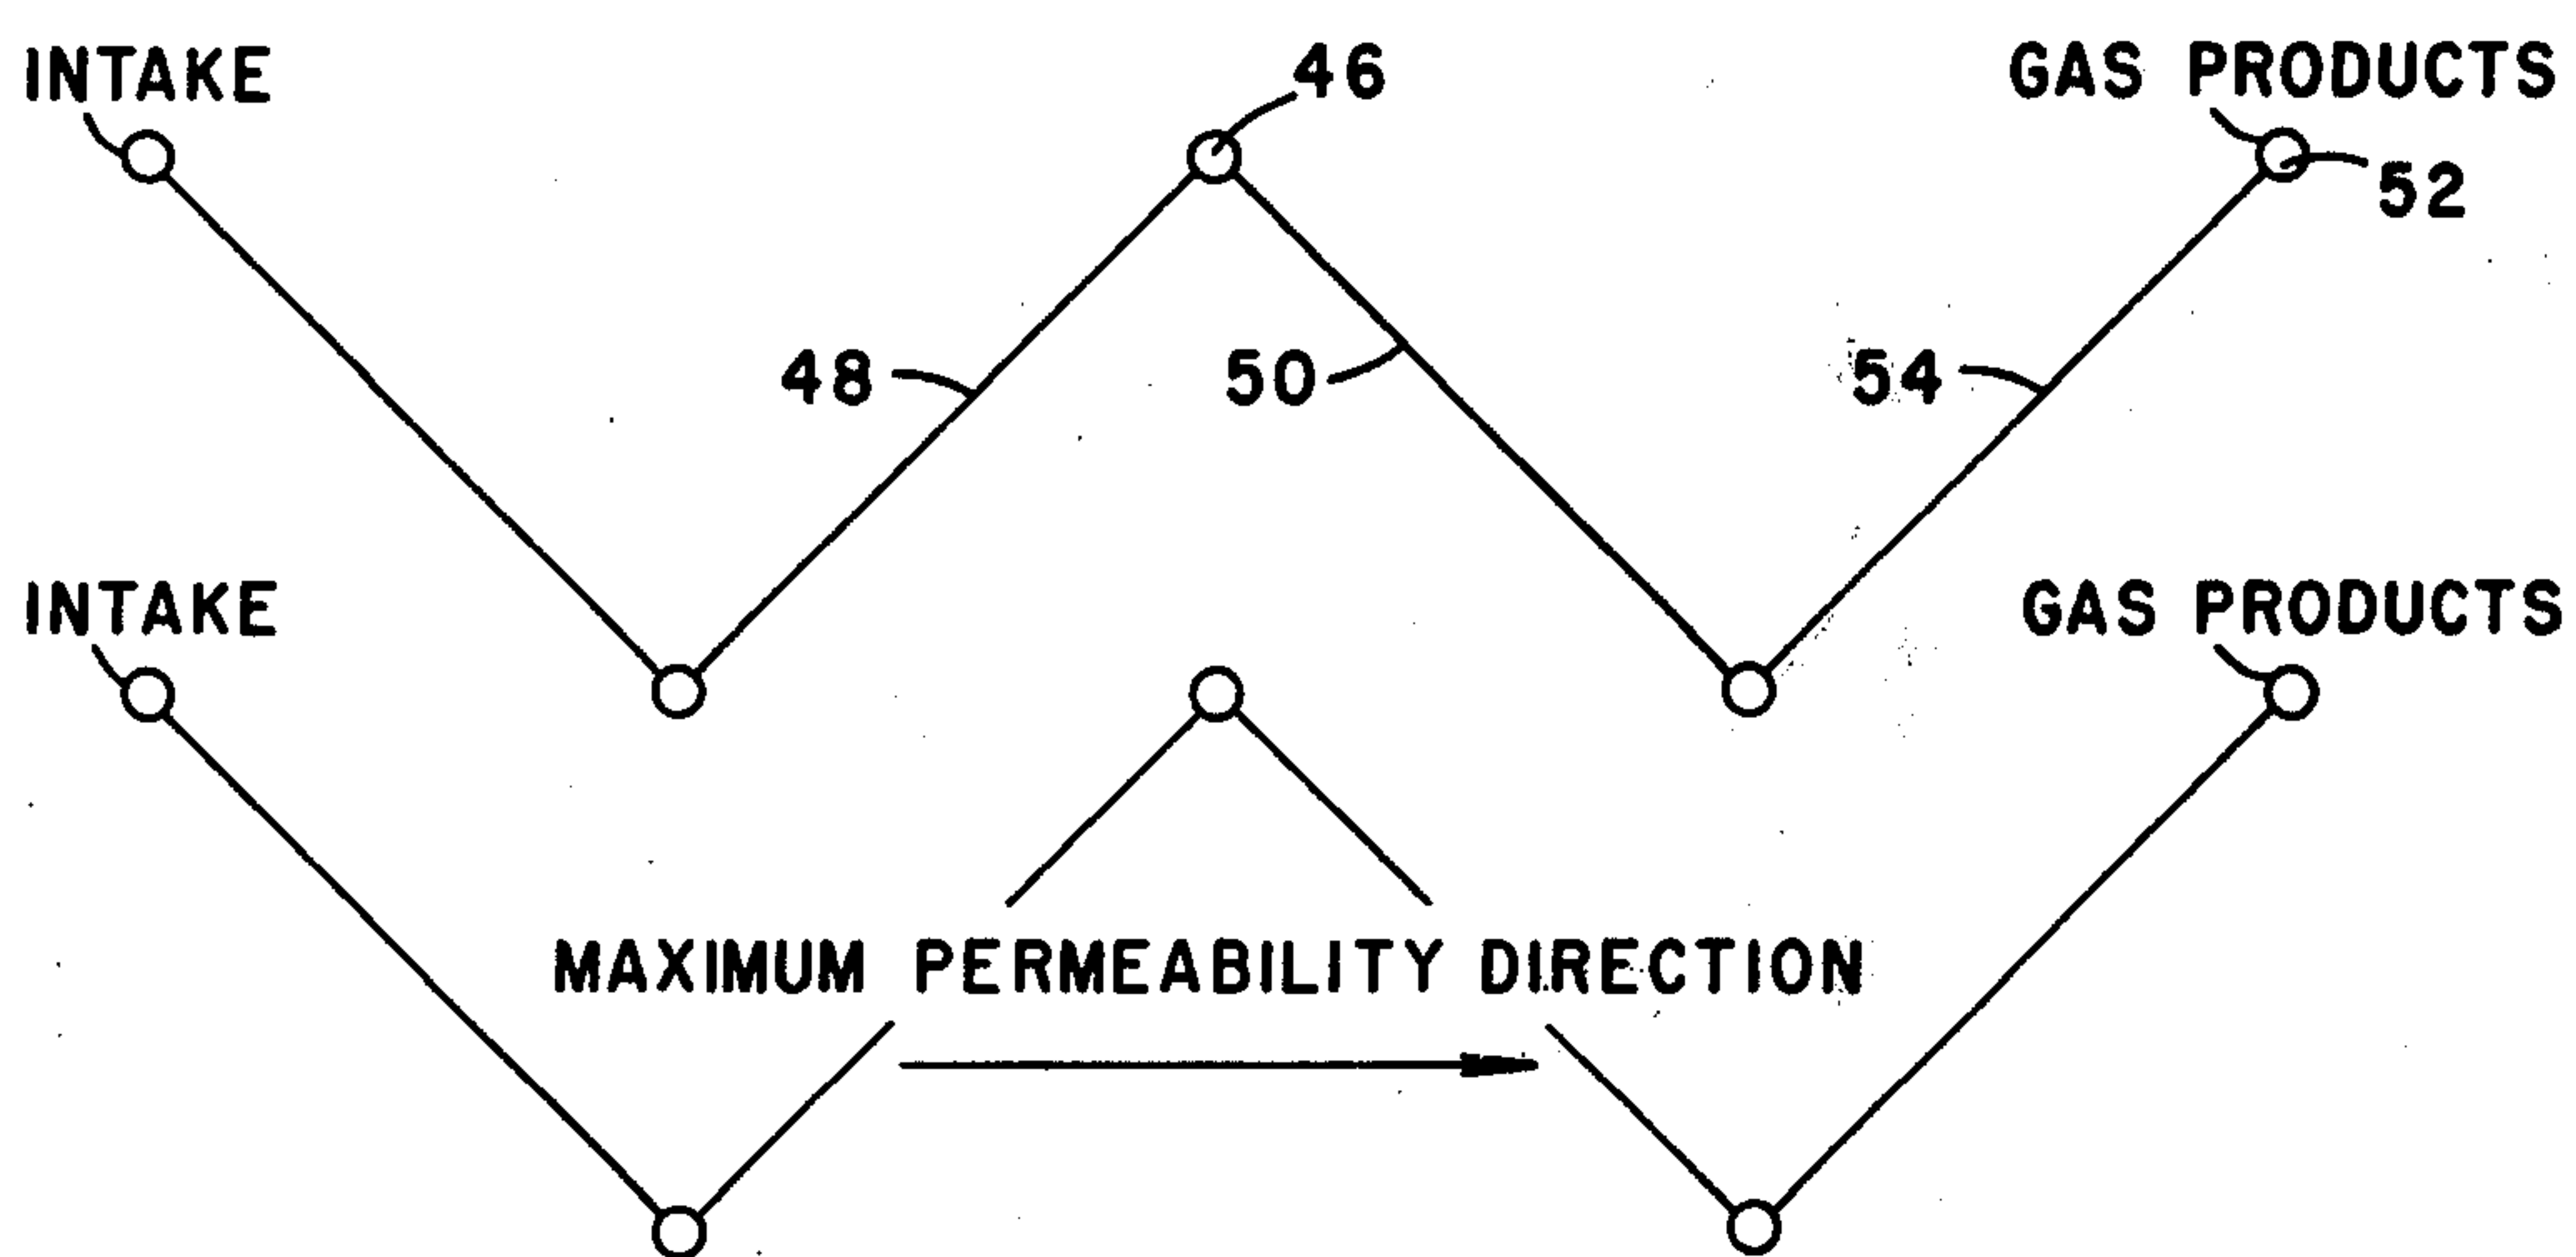 INTAKE
46
GAS PRODUCTS
52
48
50
54
INTAKE
GAS PRODUCTS
MAXIMUM PERMEABILITY DIRECTION